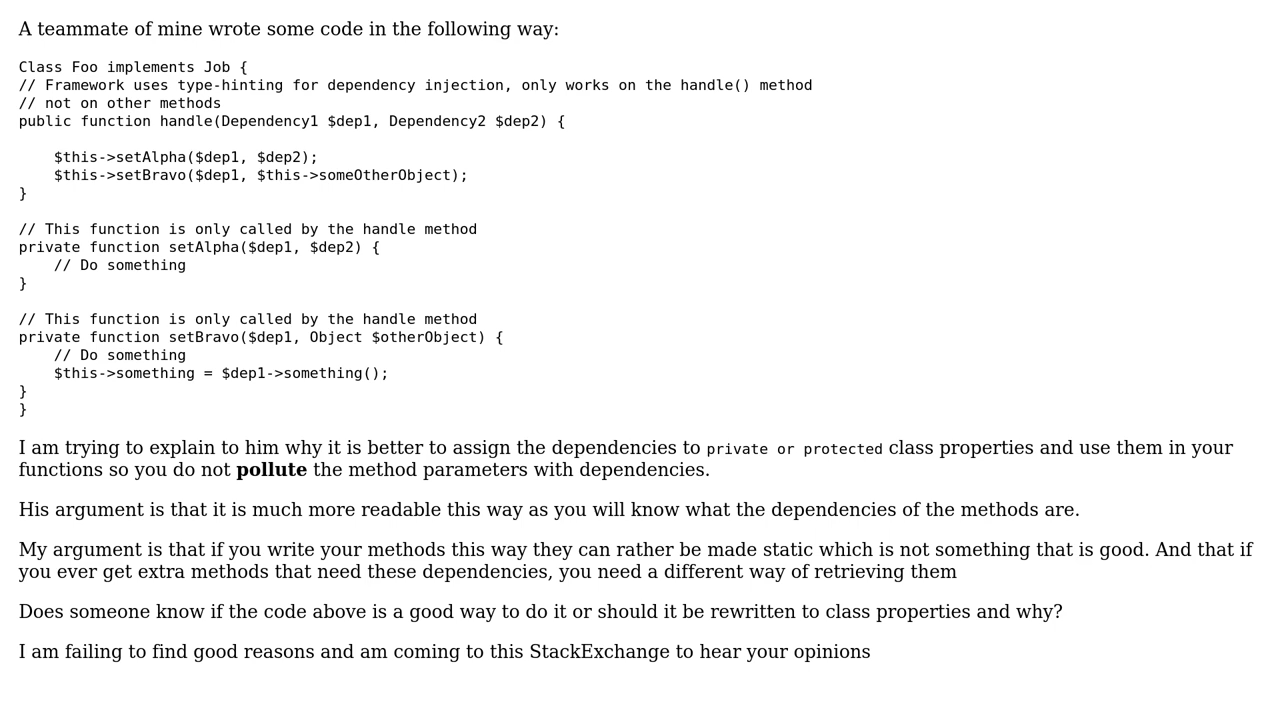 A teammate of mine wrote some code in the following way:
Class Foo implements Job {
// Framework uses type-hinting for dependency injection, only works on the handle() method
// not on other methods
public function handle(Dependency1 $dep1, Dependency2 $dep2) {
    $this->setAlpha($dep1, $dep2);
    $this->setBravo($dep1, $this->someOtherObject);
}
// This function is only called by the handle method
private function setAlpha($dep1, $dep2) {
    // Do something
}
// This function is only called by the handle method
private function setBravo($dep1, Object $otherObject) {
    // Do something
    $this->something = $dep1->something();
}
}
I am trying to explain to him why it is better to assign the dependencies to private or protected class properties and use them in your
functions so you do not pollute the method parameters with dependencies.
His argument is that it is much more readable this way as you will know what the dependencies of the methods are.
My argument is that if you write your methods this way they can rather be made static which is not something that is good. And that if
you ever get extra methods that need these dependencies, you need a different way of retrieving them
Does someone know if the code above is a good way to do it or should it be rewritten to class properties and why?
I am failing to find good reasons and am coming to this StackExchange to hear your opinions